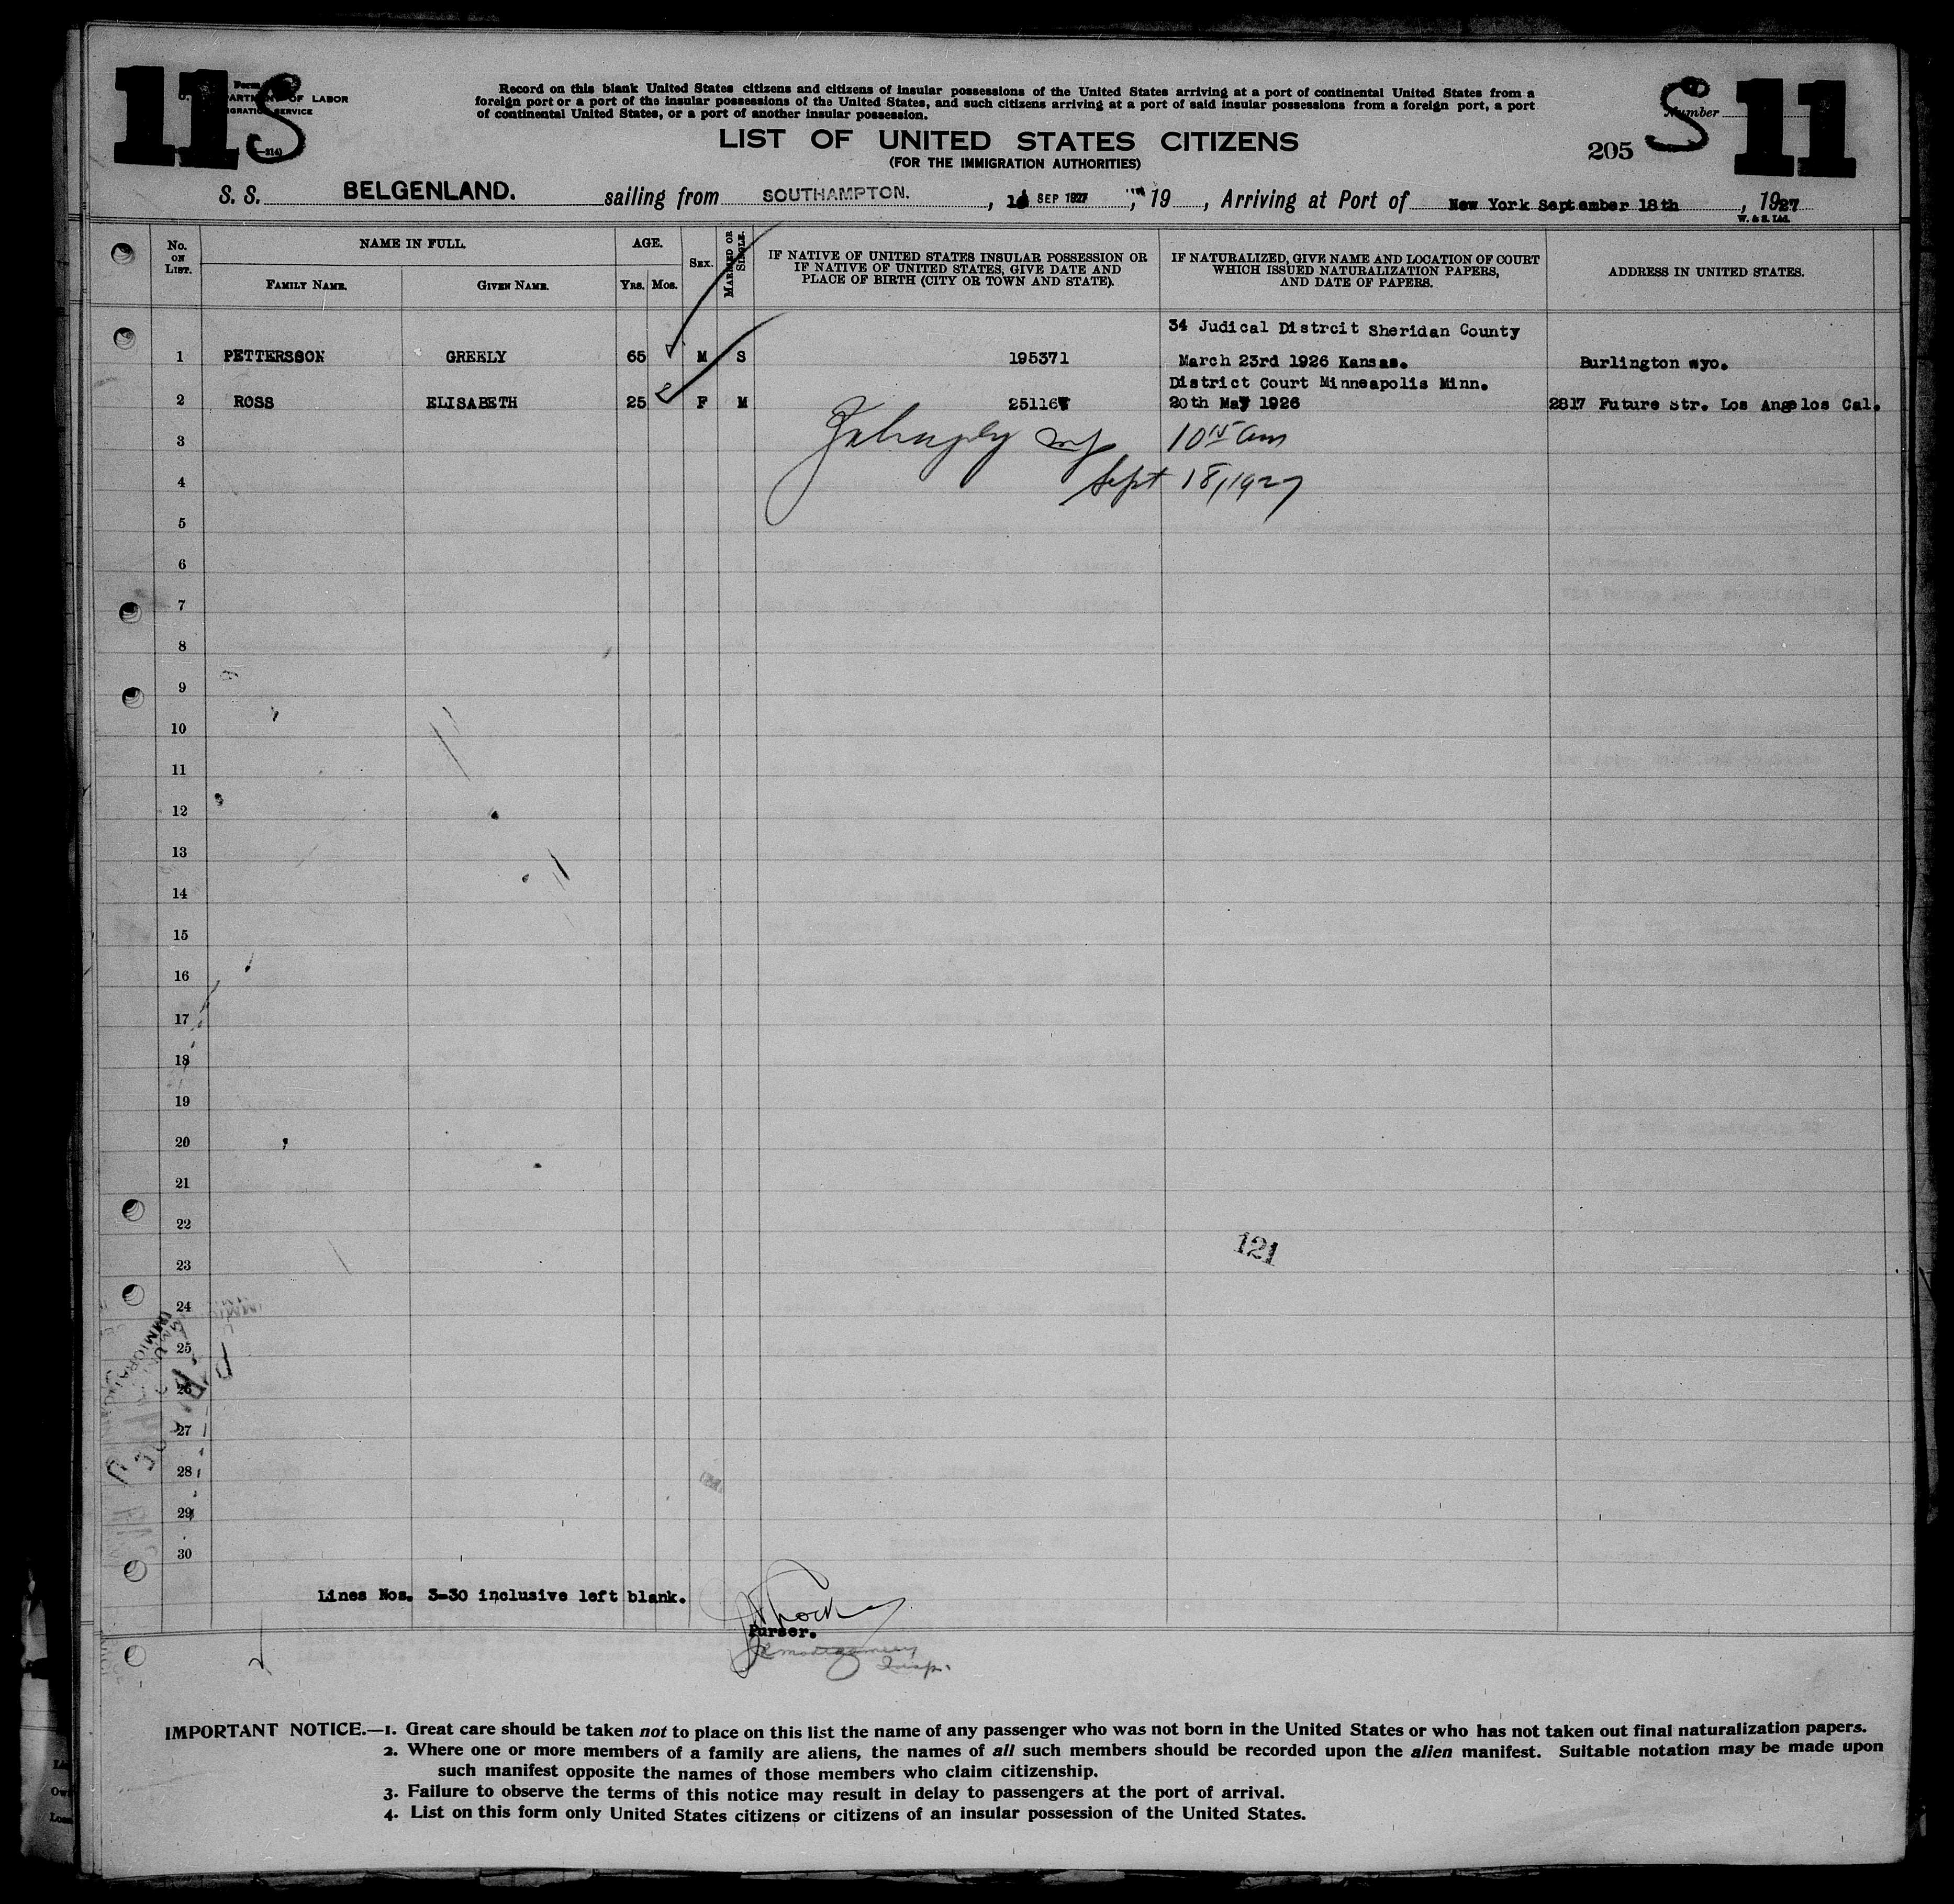 11 S
S 11
LABOR
SERVICE
Record on this blank United States citizens and citizens of insular possessions of the United States arriving at a port of continental United States from a
foreign port or a port of the insular possessions of the United States, and such citizens arriving at a port of said insular possessions from a foreign port, a port
of continental United States, or a port of another insular possession.
Number
LIST OF UNITED STATES CITIZENS
(FOR THE IMMIGRATION AUTHORITIES)
205
S. S. BELGENLAND. sailing from SOUTHAMPTON. , SEP 1927 , 19 , Arriving at Port of New York September 18th , 1927
W. & S. Ltd.
No. ON LIST.
NAME IN FULL.
FAMILY NAME.
GIVEN NAME.
AGE.
YRS.
MOS.
SEX.
MARRIED OR SINGLE.
IF NATIVE OF UNITED STATES INSULAR POSSESSION OR
IF NATIVE OF UNITED STATES, GIVE DATE AND
PLACE OF BIRTH (CITY OR TOWN AND STATE).
IF NATURALIZED, GIVE NAME AND LOCATION OF COURT
WHICH ISSUED NATURALIZATION PAPERS,
AND DATE OF PAPERS.
ADDRESS IN UNITED STATES.
34 Judical Distrcit Sheridan County
1 PETTERSSON GREELY 65 M S 195371 March 23rd 1926 Kansas. Burlington wyo.
District Court Minneapolis Minn.
2 ROSS ELISABETH 25 F M 20th May 1926 2817 Future Str. Los Angelos Cal.
3 10 15 am
4 Sept 18, 1927
5
6
7
8
9
10
11
12
13
14
15
16
17
18
19
20
21
22
23
121
24
25
26
27
28
29
30
Lines Nos. 3-30 inclusive left blank.
Purser.
Insp.
IMPORTANT NOTICE.—1. Great care should be taken not to place on this list the name of any passenger who was not born in the United States or who has not taken out final naturalization papers.
2. Where one or more members of a family are aliens, the names of all such members should be recorded upon the alien manifest. Suitable notation may be made upon
such manifest opposite the names of those members who claim citizenship.
3. Failure to observe the terms of this notice may result in delay to passengers at the port of arrival.
4. List on this form only United States citizens or citizens of an insular possession of the United States.